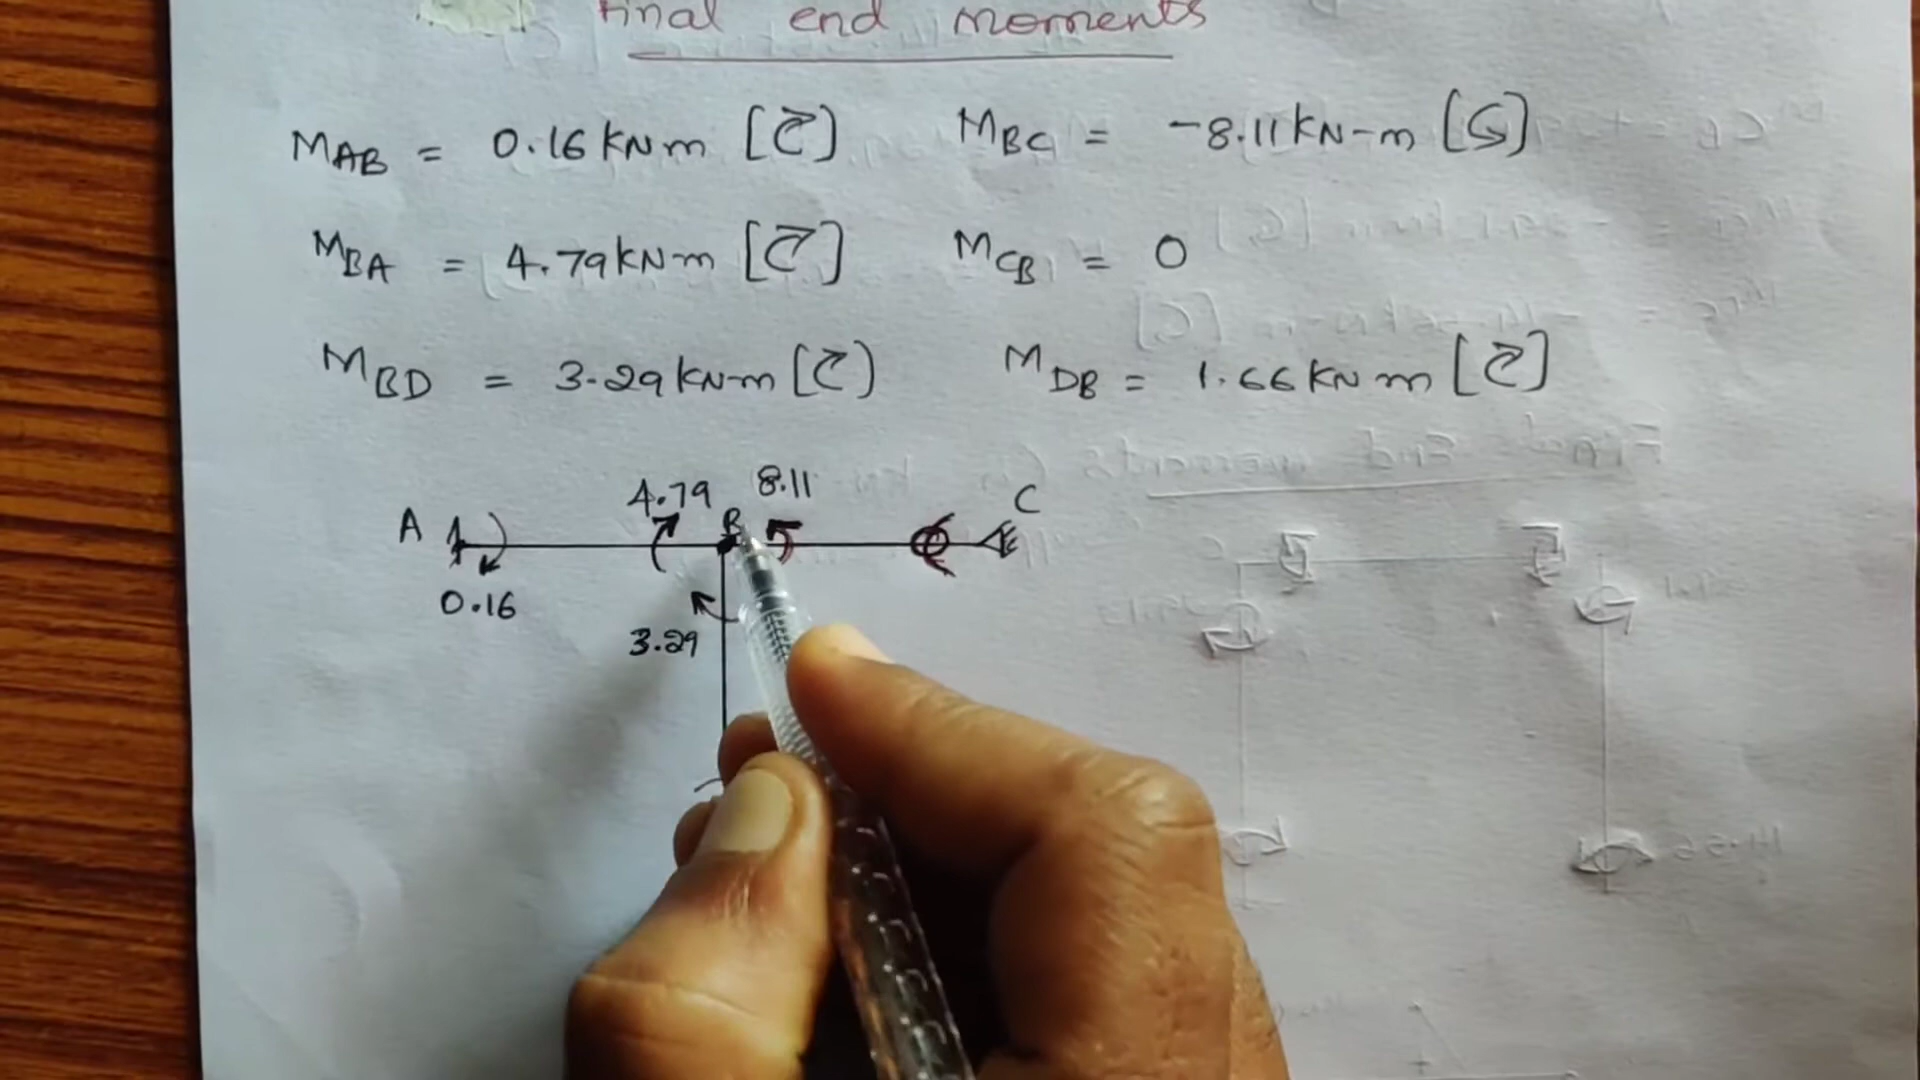 Final end moments
MAB = 0.16 KNm [↻] MBC = -8.11 KN-m [↺]
MBA = 4.79 KN-m [↻] MCB = 0
MBD = 3.29 KN-m [↻] MDB = 1.66 KN m [↻]
4.79 8.11
A B C
0.16
3.29